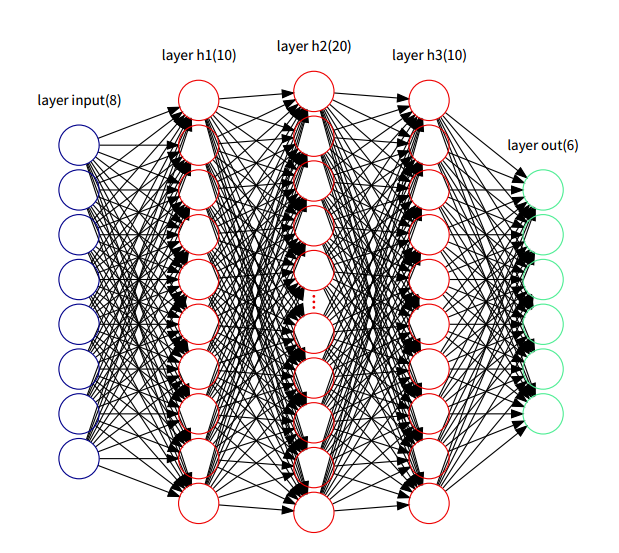 layer input(8)
layer h1(10)
layer h2(20)
layer h3(10)
layer out(6)